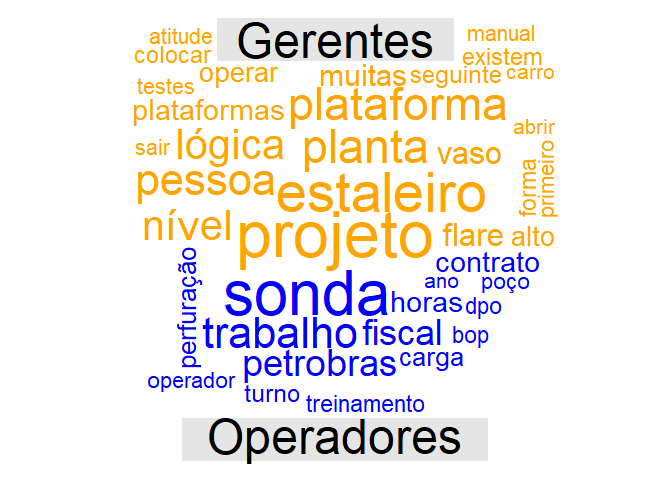 Gerentes
atitude manual
colocar existem
operar muitas seguinte carro
testes
plataformas plataforma
abrir
sair lógica planta vaso
pessoa estaleiro forma primeiro
nível projeto flare alto
perfuração contrato
sonda ano poço
horas dpo
trabalho fiscal bop
petrobras carga
operador
turno
treinamento
Operadores